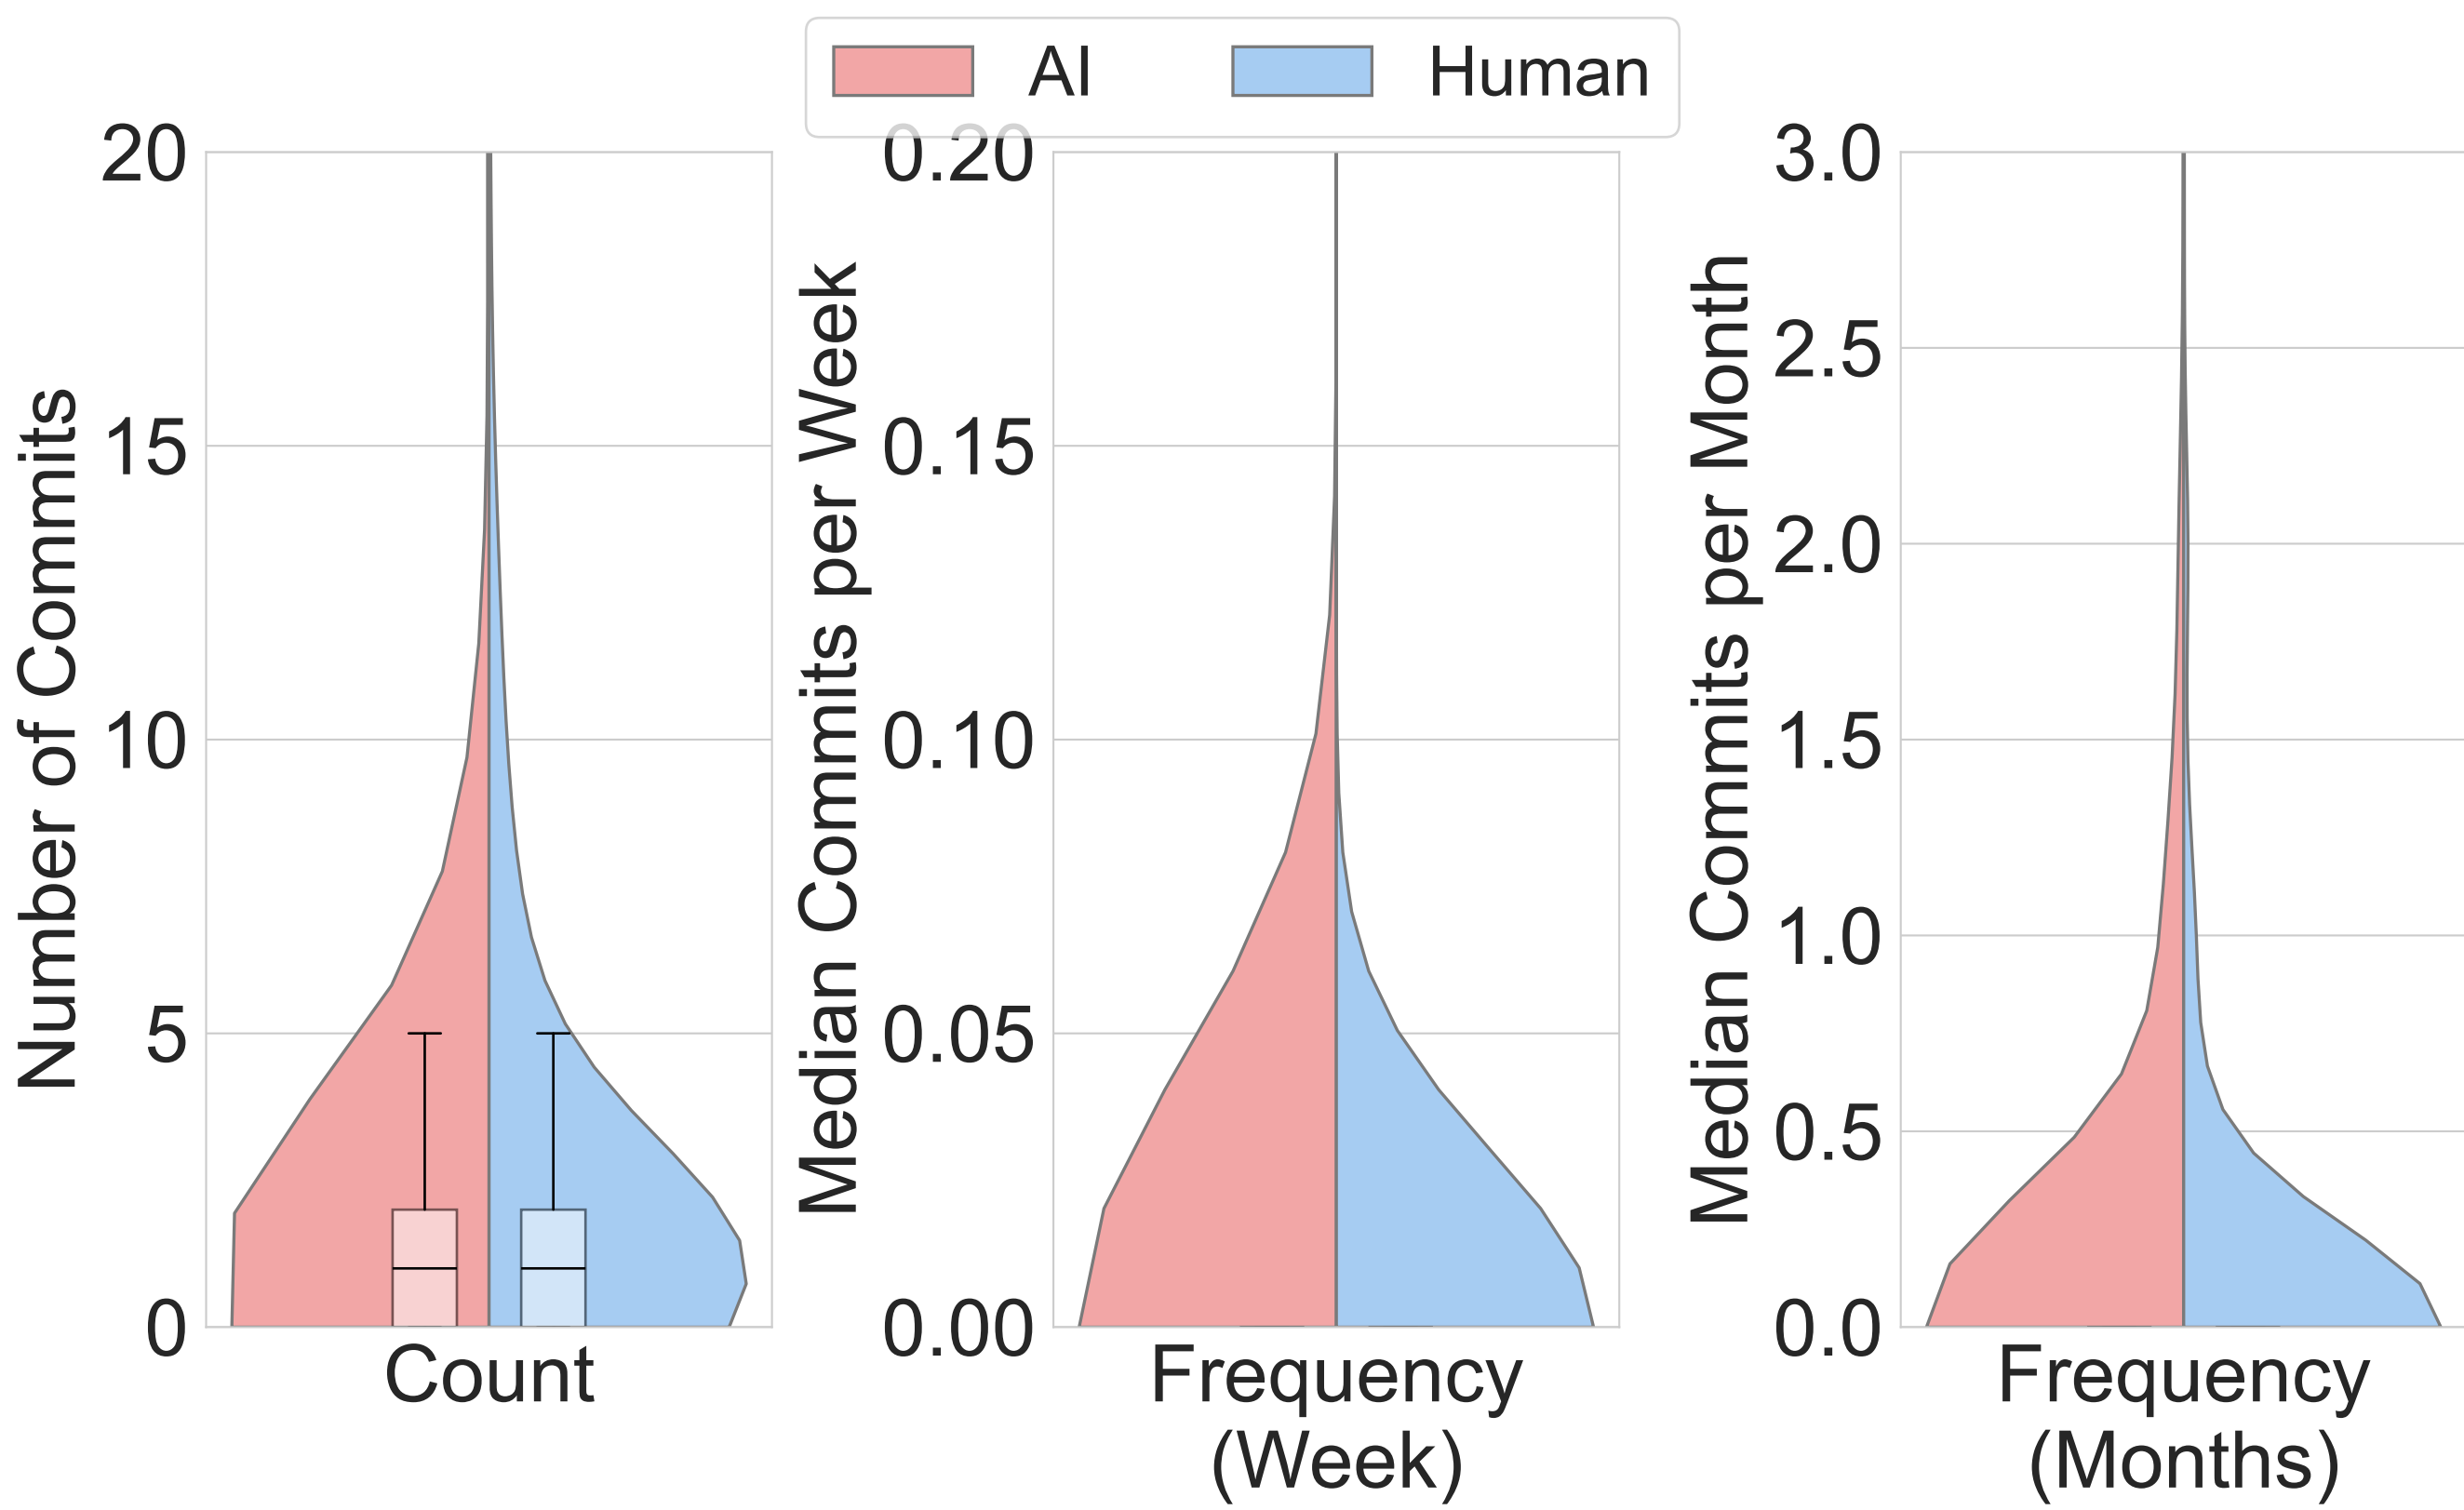 AI Human
Number of Commits
20
15
10
5
0
Count
Median Commits per Week
0.20
0.15
0.10
0.05
0.00
Frequency
(Week)
Median Commits per Month
3.0
2.5
2.0
1.5
1.0
0.5
0.0
Frequency
(Months)